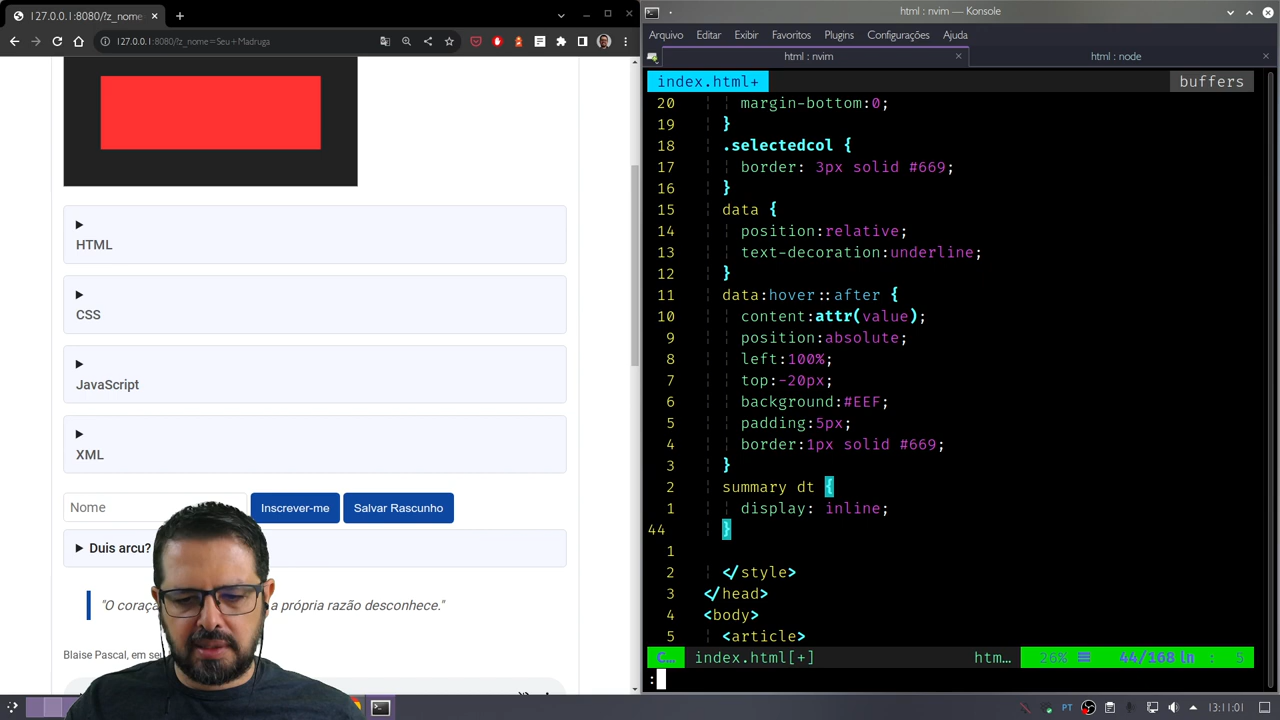 127.0.0.1:8080/?z_nome
127.0.0.1:8080/?z_nome=Seu+Madruga
HTML
CSS
JavaScript
XML
Nome
Inscrever-me
Salvar Rascunho
Duis arcu?
"O coraç
a própria razão desconhece."
Blaise Pascal, em seu
html : nvim — Konsole
Arquivo Editar Exibir Favoritos Plugins Configurações Ajuda
html : nvim
html : node
index.html+
buffers
20 margin-bottom:0;
19 }
18 .selectedcol {
17 border: 3px solid #669;
16 }
15 data {
14 position:relative;
13 text-decoration:underline;
12 }
11 data:hover::after {
10 content:attr(value);
9 position:absolute;
8 left:100%;
7 top:-20px;
6 background:#EEF;
5 padding:5px;
4 border:1px solid #669;
3 }
2 summary dt {
1 display: inline;
44 }
1
2 </style>
3 </head>
4 <body>
5 <article>
C… index.html[+] htm… 26% 44/168 ln : 5
:
PT
13:11:01